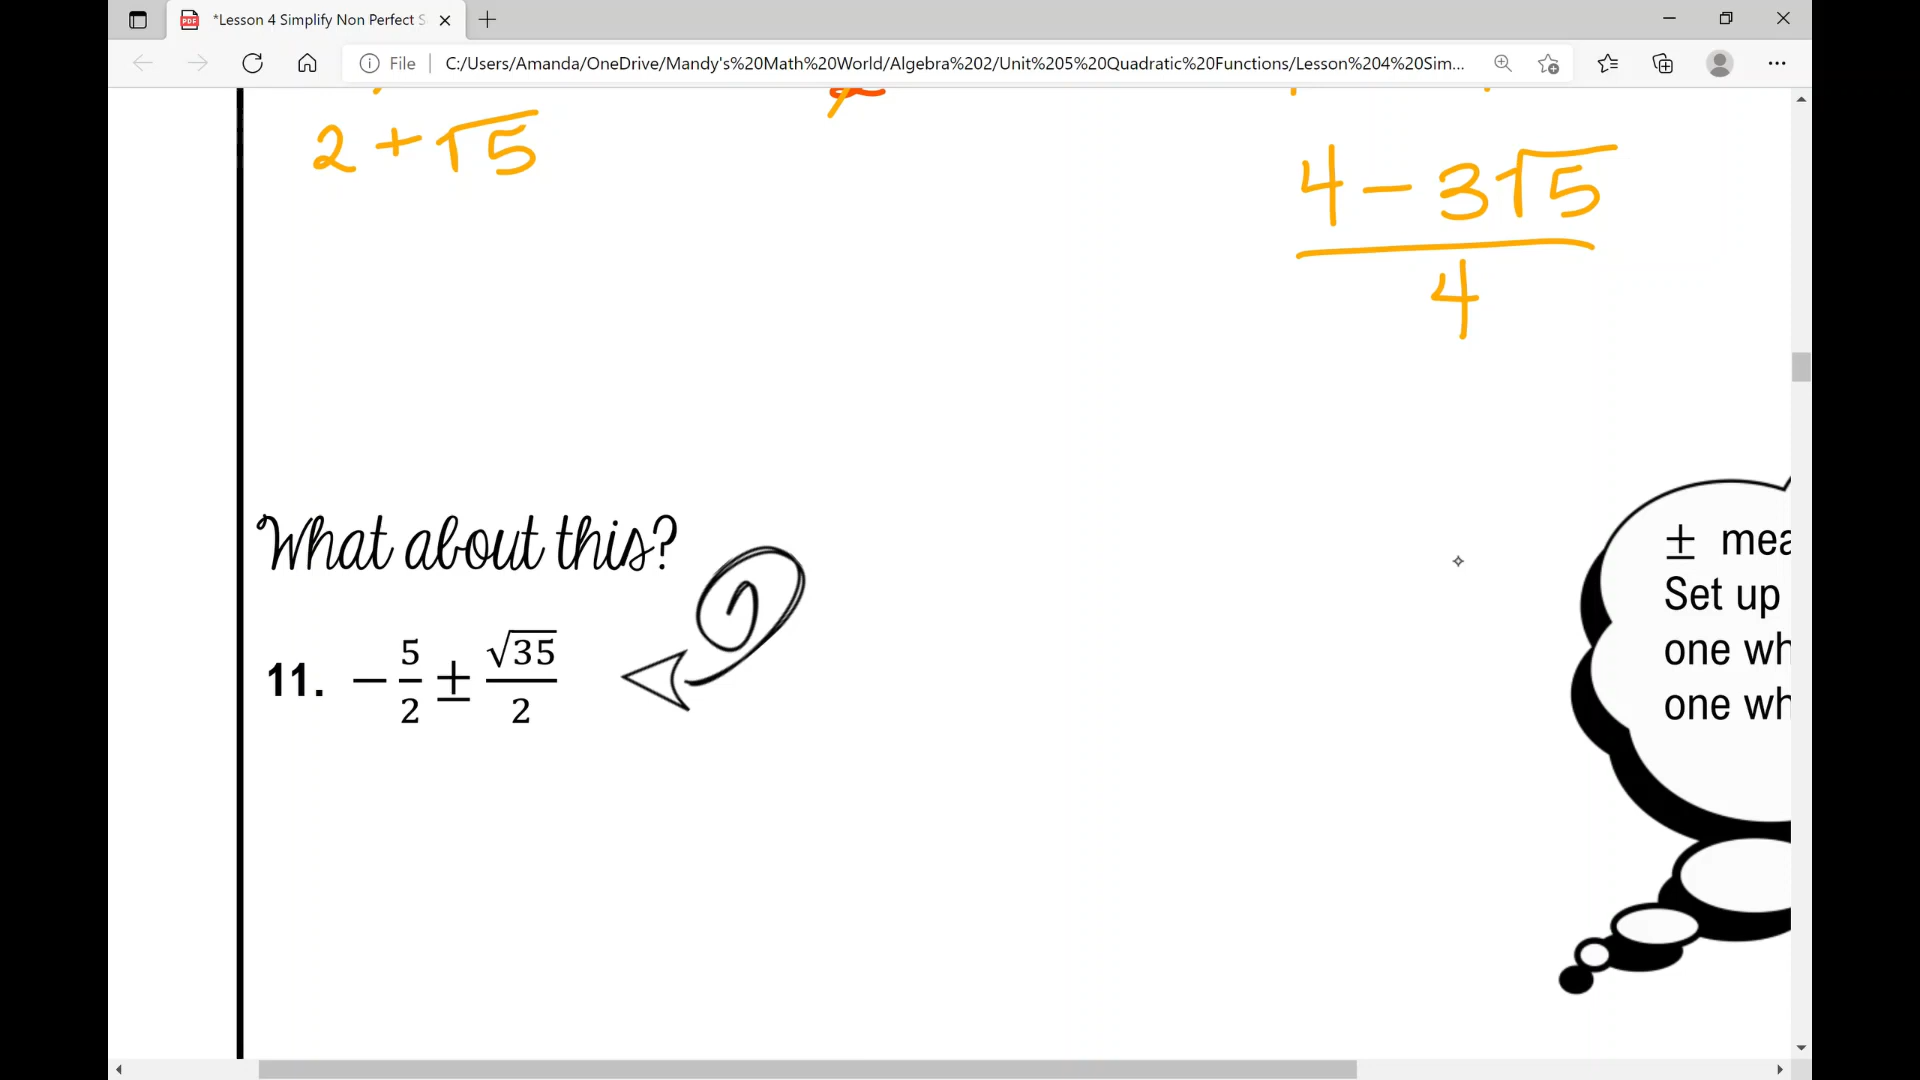 *Lesson 4 Simplify Non Perfect S
File
C:/Users/Amanda/OneDrive/Mandy's%20Math%20World/Algebra%202/Unit%205%20Quadratic%20Functions/Lesson%204%20Sim...
2 + √5
4 - 3√5
4
What about this?
11. -5/2 ± √35/2
± mea
Set up
one wh
one wh